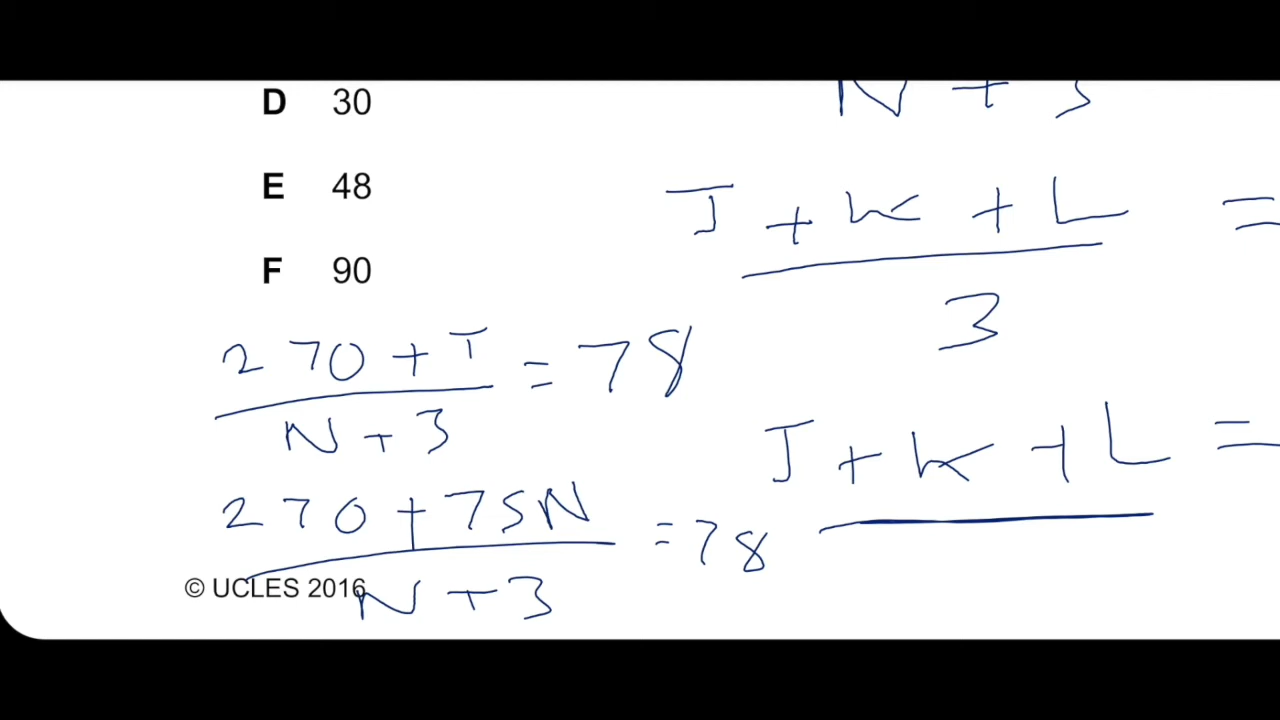 D 30
N + 3
E 48
J + K + L =
3
F 90
270 + T = 78
N + 3
J + K + L =
270 + 75N = 78
N + 3
© UCLES 2016